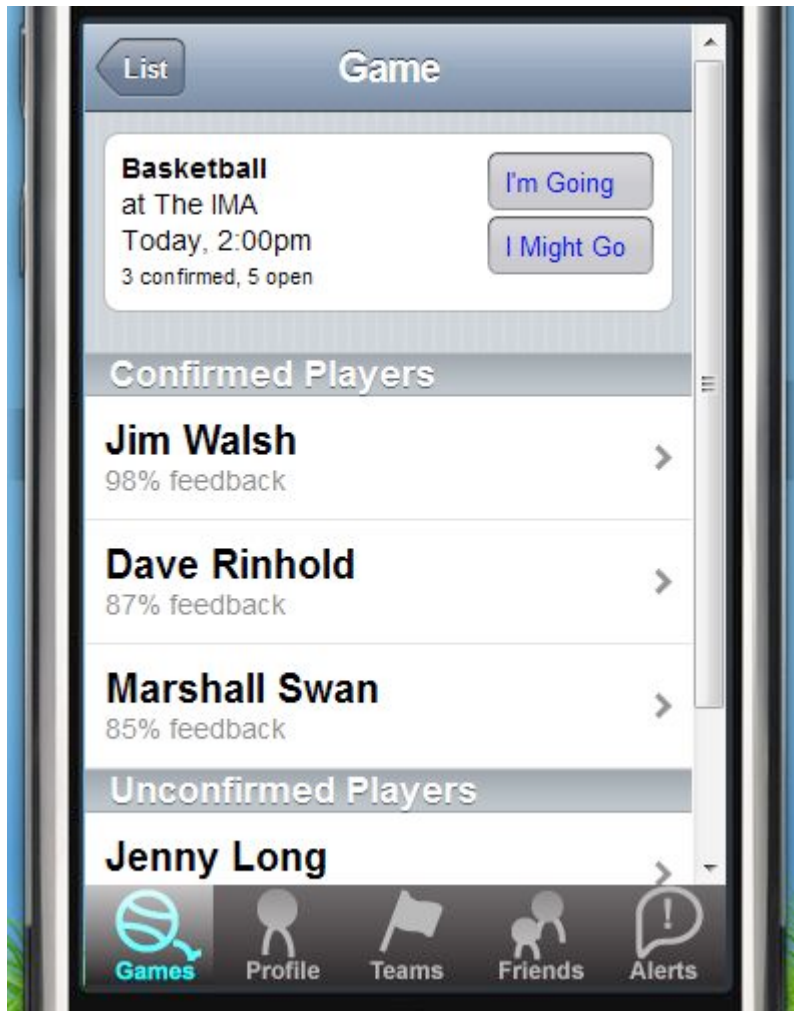 List
Game
Basketball
at The IMA
Today, 2:00pm
3 confirmed, 5 open
I'm Going
I Might Go
Confirmed Players
Jim Walsh
98% feedback
Dave Rinhold
87% feedback
Marshall Swan
85% feedback
Unconfirmed Players
Jenny Long
Games
Profile
Teams
Friends
Alerts